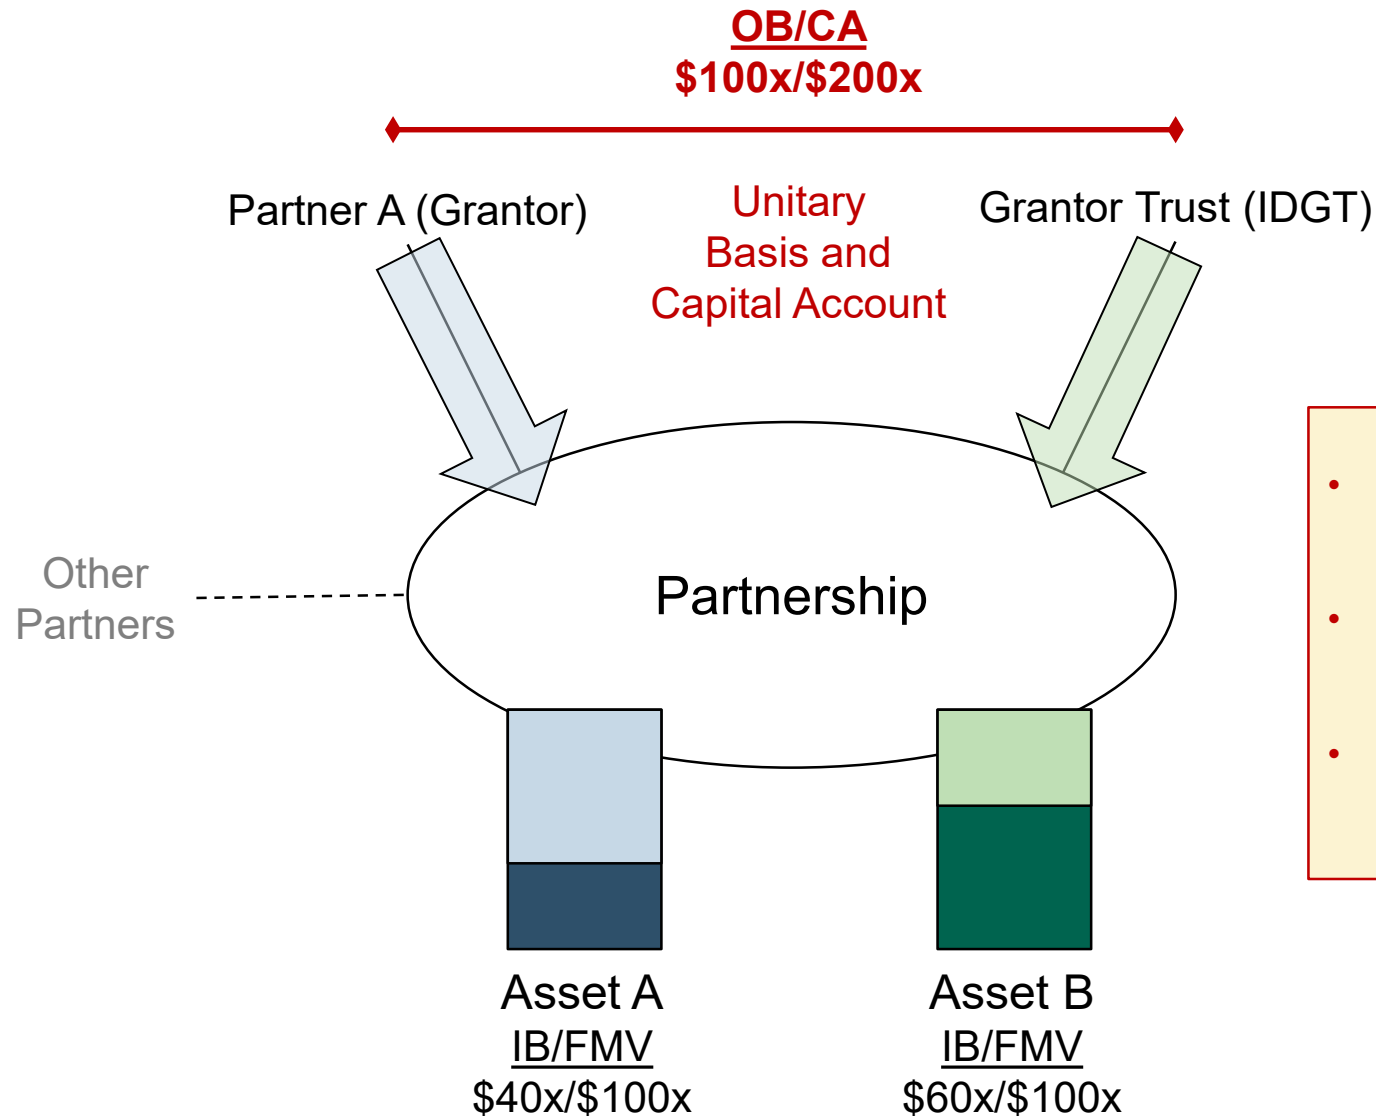 OB/CA
$100x/$200x
Partner A (Grantor)
Unitary
Basis and
Capital Account
Grantor Trust (IDGT)
Other
Partners
Partnership
Asset A
IB/FMV
$40x/$100x
Asset B
IB/FMV
$60x/$100x